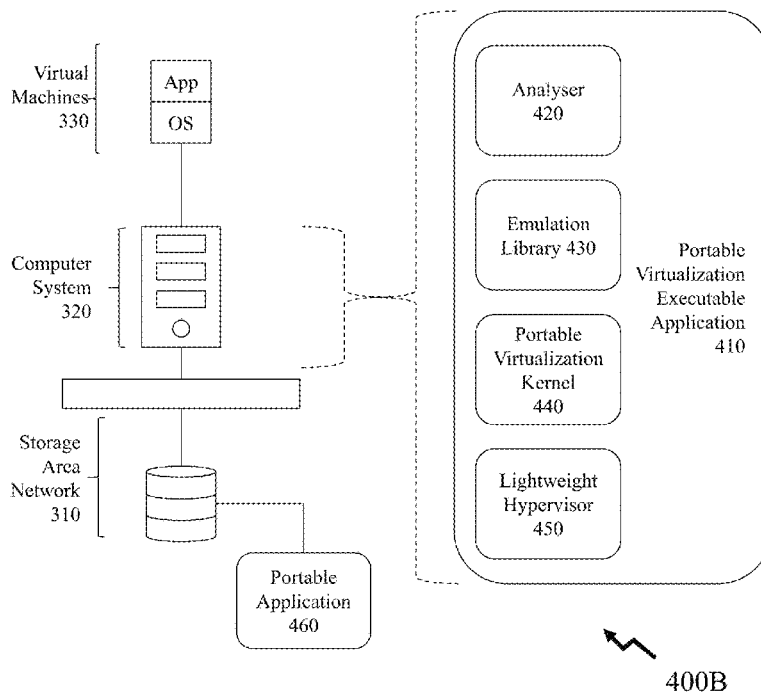 Virtual
Machines
330
App
OS
Computer
System
320
Storage
Area
Network
310
Portable
Application
460
Analyser
420
Emulation
Library 430
Portable
Virtualization
Kernel
440
Lightweight
Hypervisor
450
Portable
Virtualization
Executable
Application
410
400B